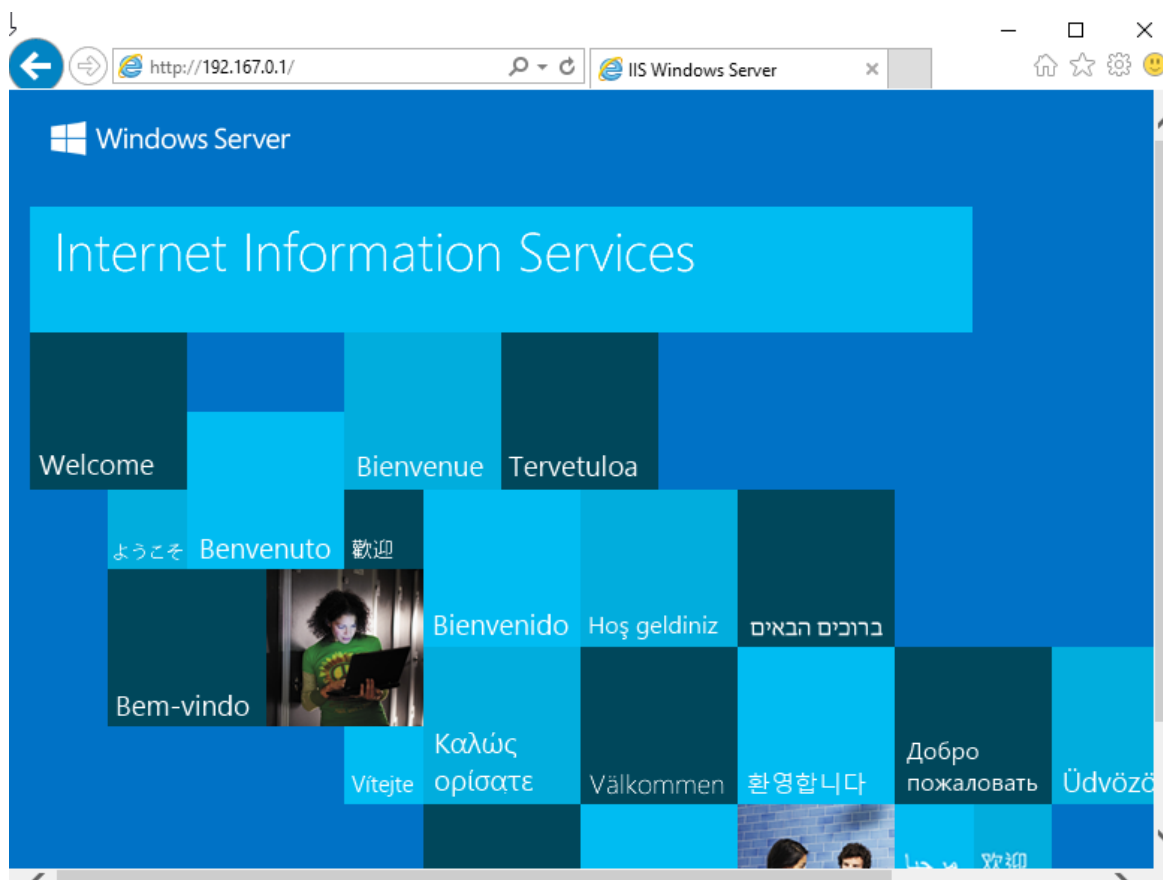 http://192.167.0.1/
IIS Windows Server
Windows Server
Internet Information Services
Welcome
Bienvenue
Tervetuloa
ようこそ
Benvenuto
歡迎
Bienvenido
Hoş geldiniz
ברוכים הבאים
Bem-vindo
Vítejte
Καλώς
ορίσατε
Välkommen
환영합니다
Добро
пожаловать
Üdvözö
欢迎